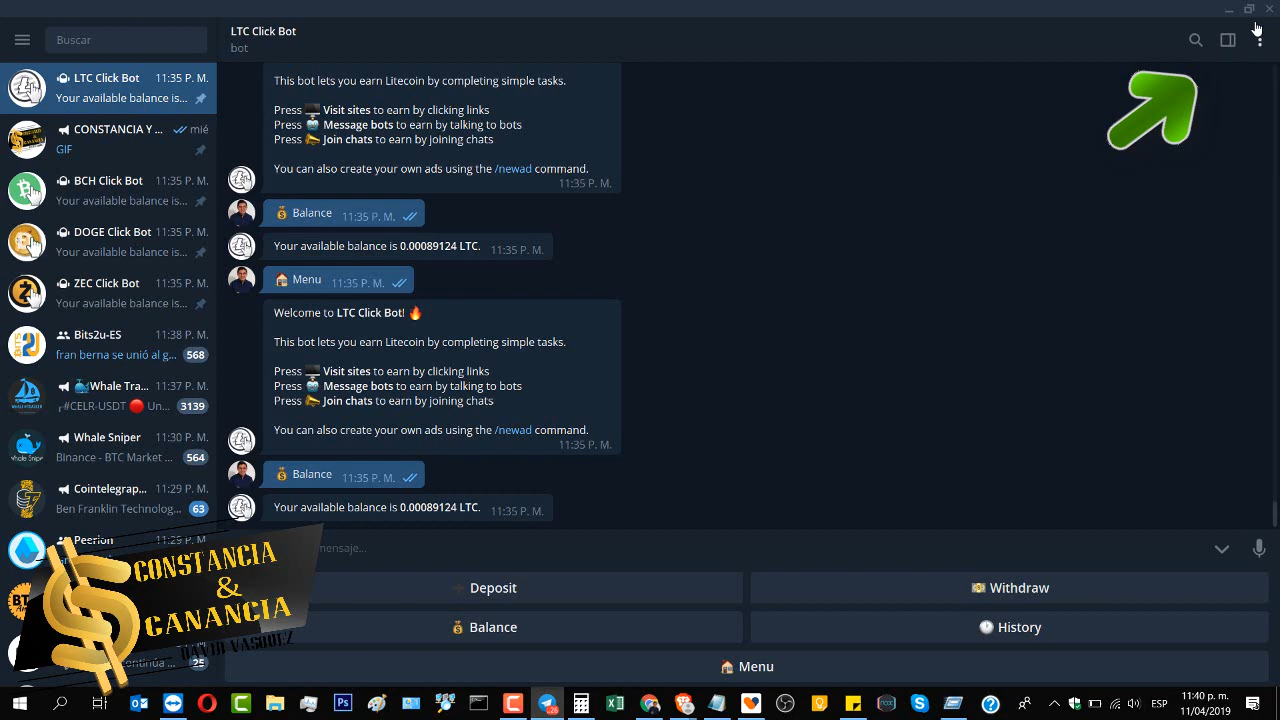 Buscar
LTC Click Bot
bot
LTC Click Bot 11:35 P. M.
Your available balance is...
CONSTANCIA Y ... mié
GIF
BCH Click Bot 11:35 P. M.
Your available balance is...
DOGE Click Bot 11:35 P. M.
Your available balance is...
ZEC Click Bot 11:35 P. M.
Your available balance is...
Bits2u-ES 11:38 P. M.
fran berna se unió al g... 568
Whale Tra... 11:37 P. M.
#CELR-USDT 🔴 Un... 3139
Whale Sniper 11:30 P. M.
Binance - BTC Market ... 564
Cointelegrap... 11:29 P. M.
Ben Franklin Technolog... 63
Peerion 11:29 P. M.
25
This bot lets you earn Litecoin by completing simple tasks.
Press 🖥 Visit sites to earn by clicking links
Press 🤖 Message bots to earn by talking to bots
Press 📣 Join chats to earn by joining chats
You can also create your own ads using the /newad command.
11:35 P. M.
💰 Balance 11:35 P. M.
Your available balance is 0.00089124 LTC. 11:35 P. M.
🏠 Menu 11:35 P. M.
Welcome to LTC Click Bot! 🔥
This bot lets you earn Litecoin by completing simple tasks.
Press 🖥 Visit sites to earn by clicking links
Press 🤖 Message bots to earn by talking to bots
Press 📣 Join chats to earn by joining chats
You can also create your own ads using the /newad command.
11:35 P. M.
💰 Balance 11:35 P. M.
Your available balance is 0.00089124 LTC. 11:35 P. M.
➕ Deposit
💵 Withdraw
💰 Balance
🕐 History
🏠 Menu
CONSTANCIA
&
GANANCIA
DAVID VASQUEZ
ESP
11:40 p. m.
11/04/2019